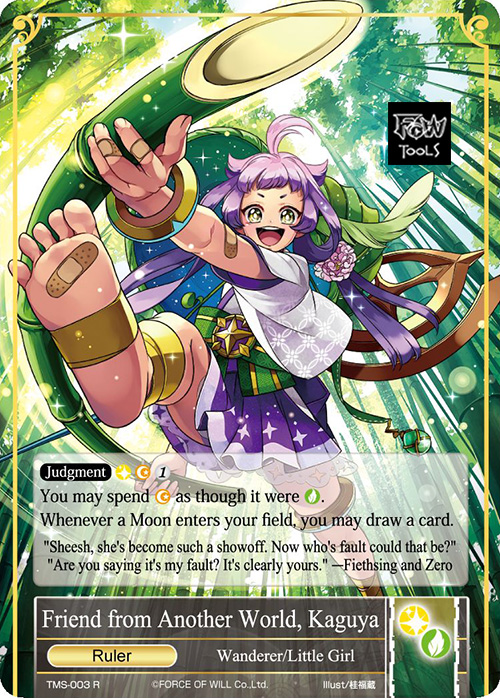 FOW
TOOLS
Judgment 1
You may spend as though it were .
Whenever a Moon enters your field, you may draw a card.
"Sheesh, she's become such a showoff. Now who's fault could that be?"
"Are you saying it's my fault? It's clearly yours." —Fiethsing and Zero
Friend from Another World, Kaguya
Ruler
Wanderer/Little Girl
TMS-003 R ©FORCE OF WILL Co.,Ltd. Illust/桂福蔵